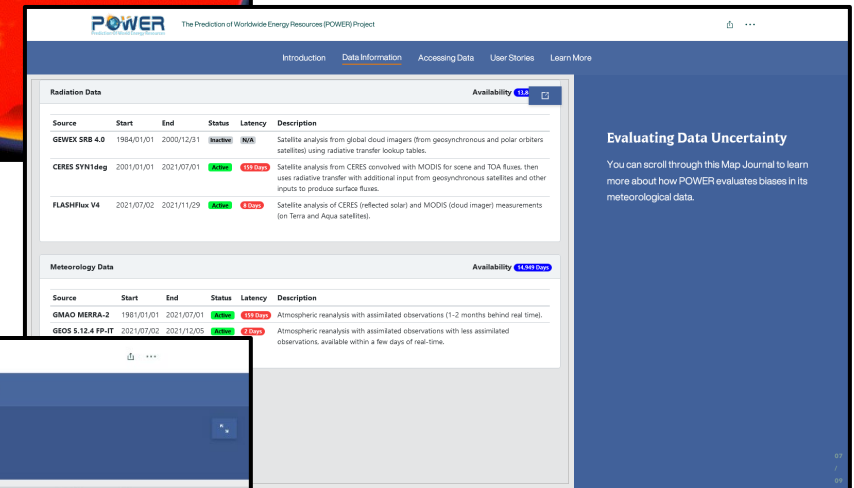 POWER
Prediction Of Worldwide Energy Resources
The Prediction of Worldwide Energy Resources (POWER) Project
Introduction Data Information Accessing Data User Stories Learn More
Radiation Data Availability
Source Start End Status Latency Description
GEWEX SRB 4.0 1984/01/01 2000/12/31 Inactive N/A Satellite analysis from global cloud imagers (from geosynchronous and polar orbiters
satellites) using radiative transfer lookup tables.
CERES SYN1deg 2001/01/01 2021/07/01 Active 159 Days Satellite analysis from CERES convolved with MODIS for scene and TOA fluxes, then
uses radiative transfer with additional input from geosynchronous satellites and other
inputs to produce surface fluxes.
FLASHFlux V4 2021/07/02 2021/11/29 Active 8 Days Satellite analysis of CERES (reflected solar) and MODIS (cloud imager) measurements
(on Terra and Aqua satellites).
Meteorology Data Availability 14,949 Days
Source Start End Status Latency Description
GMAO MERRA-2 1981/01/01 2021/07/01 Active 159 Days Atmospheric reanalysis with assimilated observations (1-2 months behind real time).
GEOS 5.12.4 FP-IT 2021/07/02 2021/12/05 Active 2 Days Atmospheric reanalysis with assimilated observations with less assimilated
observations, available within a few days of real-time.
Evaluating Data Uncertainty
You can scroll through this Map Journal to learn
more about how POWER evaluates biases in its
meteorological data.
07
/
09